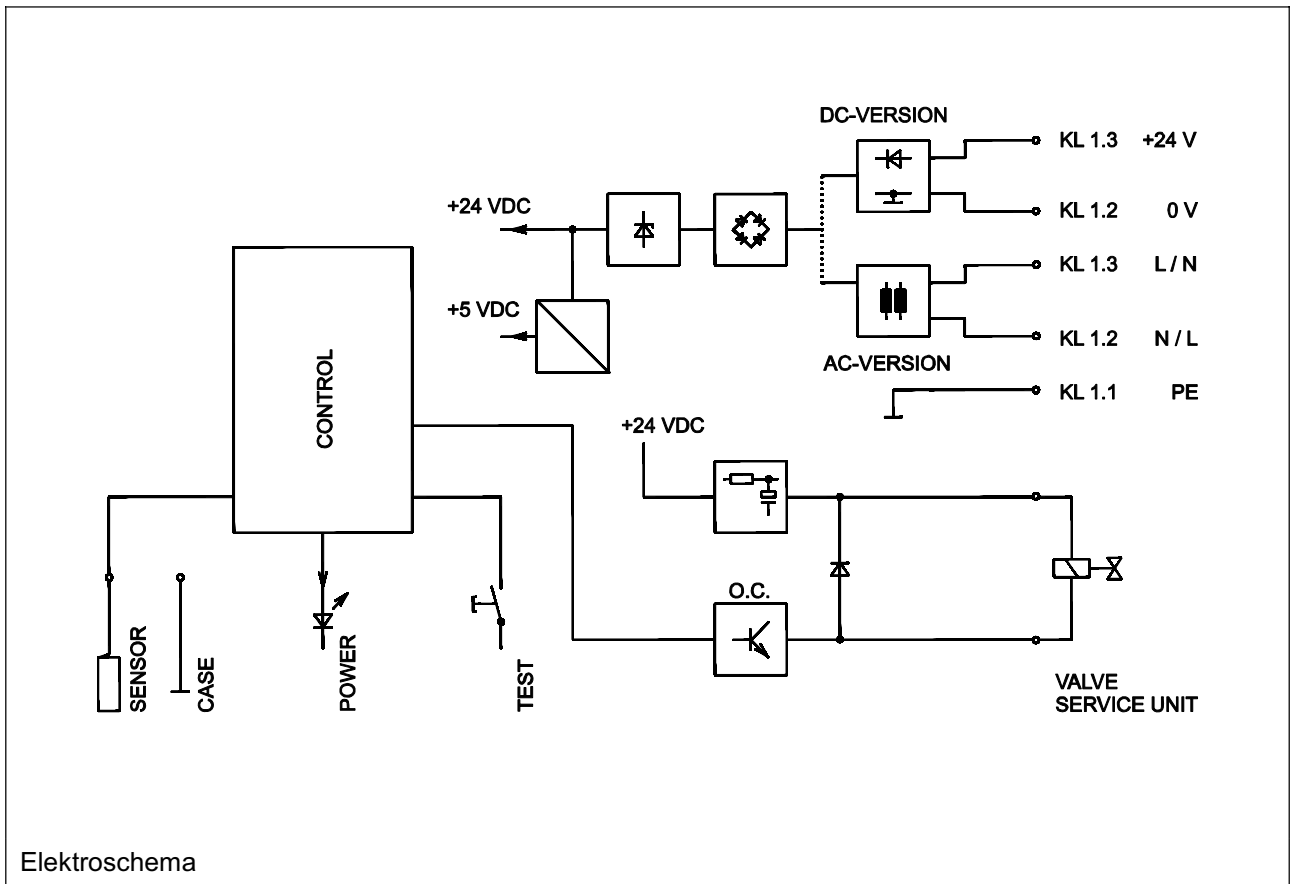 DC-VERSION
KL 1.3 +24 V
KL 1.2 0 V
+24 VDC
KL 1.3 L / N
+5 VDC
KL 1.2 N / L
AC-VERSION
KL 1.1 PE
CONTROL
+24 VDC
O.C.
SENSOR
CASE
POWER
TEST
VALVE
SERVICE UNIT
Elektroschema